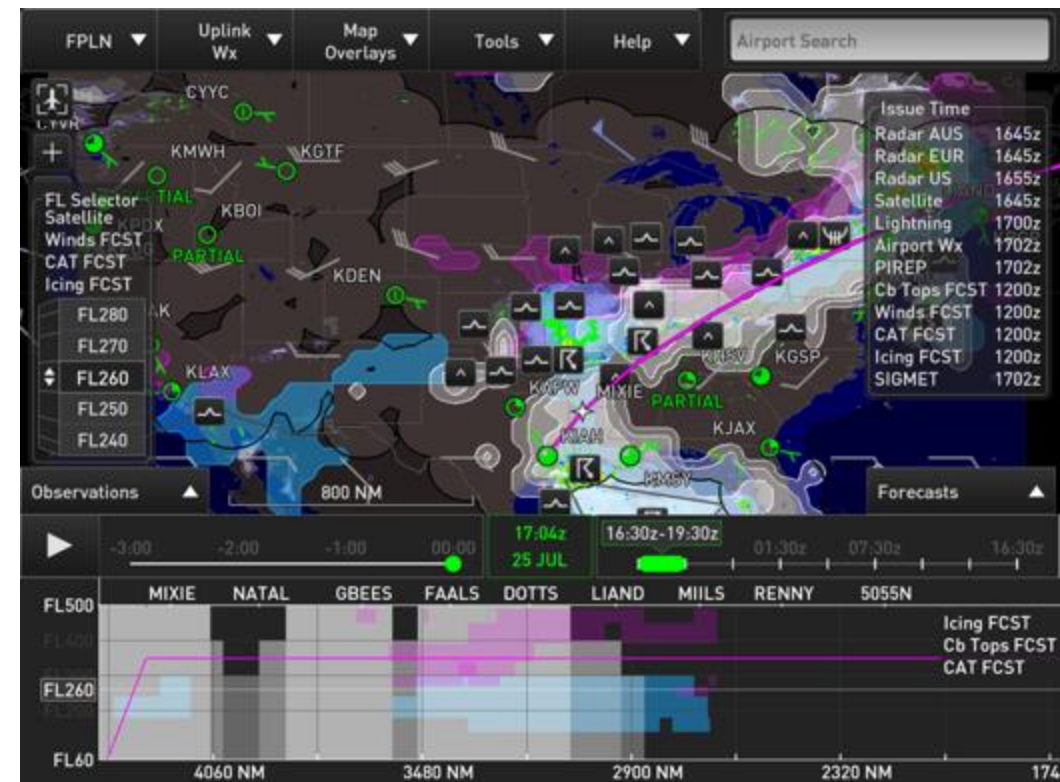 FPLN
Uplink
Wx
Map
Overlays
Tools
Help
Airport Search
CYYC
KMWH
KGTF
PARTIAL
KBOI
PARTIAL
KDEN
KLAX
FL Selector
Satellite
Winds FCST
CAT FCST
Icing FCST
FL280
FL270
FL260
FL250
FL240
Issue Time
Radar AUS 1645z
Radar EUR 1645z
Radar US 1655z
Satellite 1645z
Lightning 1700z
Airport Wx 1702z
PIREP 1702z
Cb Tops FCST 1200z
Winds FCST 1200z
CAT FCST 1200z
Icing FCST 1200z
SIGMET 1702z
KHSV
KGSP
KAFW
MIXIE
PARTIAL
KIAH
KJAX
KMSY
Observations
800 NM
Forecasts
-3:00 -2:00 -1:00 00:00
17:04z
25 JUL
16:30z-19:30z
01:30z 07:30z 16:30z
MIXIE NATAL GBEES FAALS DOTTS LIAND MIILS RENNY 5055N
FL500
FL400
FL260
FL60
Icing FCST
Cb Tops FCST
CAT FCST
4060 NM 3480 NM 2900 NM 2320 NM